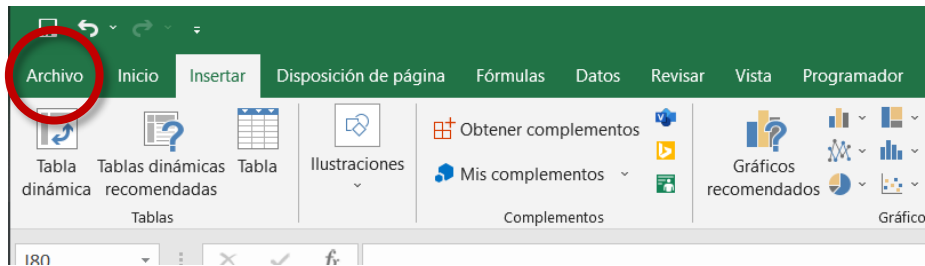 Archivo Inicio Insertar Disposición de página Fórmulas Datos Revisar Vista Programador
Tabla dinámica
Tablas dinámicas recomendadas
Tabla
Tablas
Ilustraciones
Obtener complementos
Mis complementos
Complementos
Gráficos recomendados
Gráfico
J80
fx